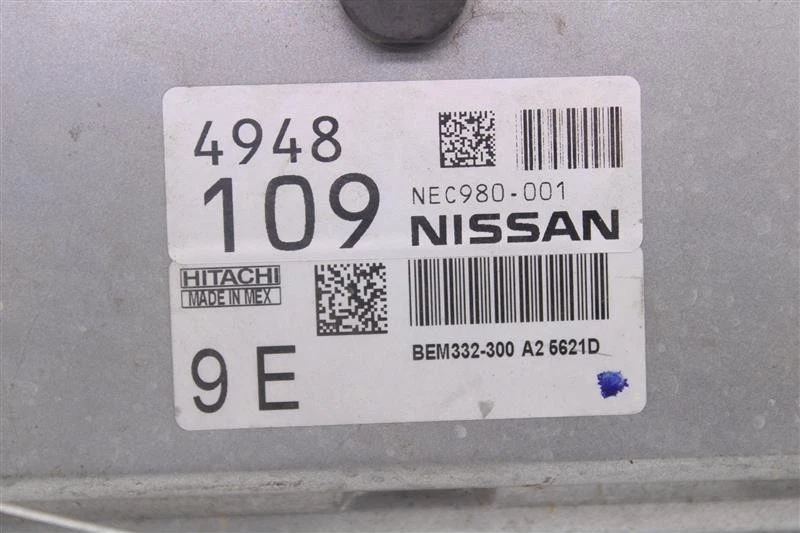 4948
109
NEC980-001
NISSAN
HITACHI
MADE IN MEX
9 E
BEM332-300 A2 5621D